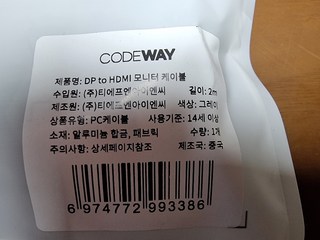 CODEWAY
제품명: DP to HDMI 모니터 케이블
수입원: (주)티에프엔아이엔씨 길이: 2m
제조원: (주)티에프엔아이엔씨 색상: 그레이
상품유형: PC케이블 사용기준: 14세 이상
소재: 알루미늄 합금, 패브릭 수량: 1개
주의사항: 상세페이지참조 제조국: 중국
6 974772 993386